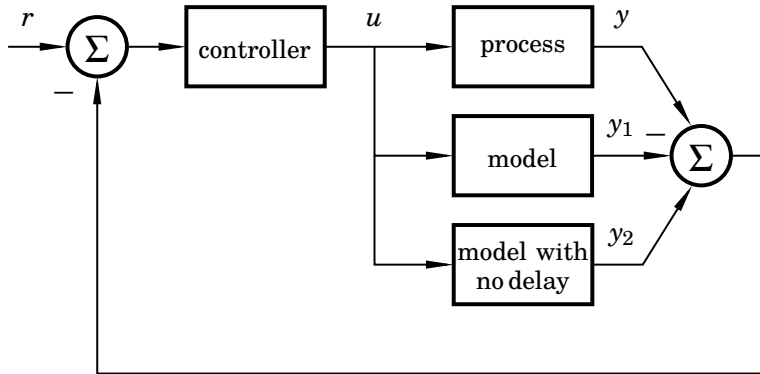 r
u
y
Σ
controller
process
−
y1
−
model
Σ
y2
model with
no delay